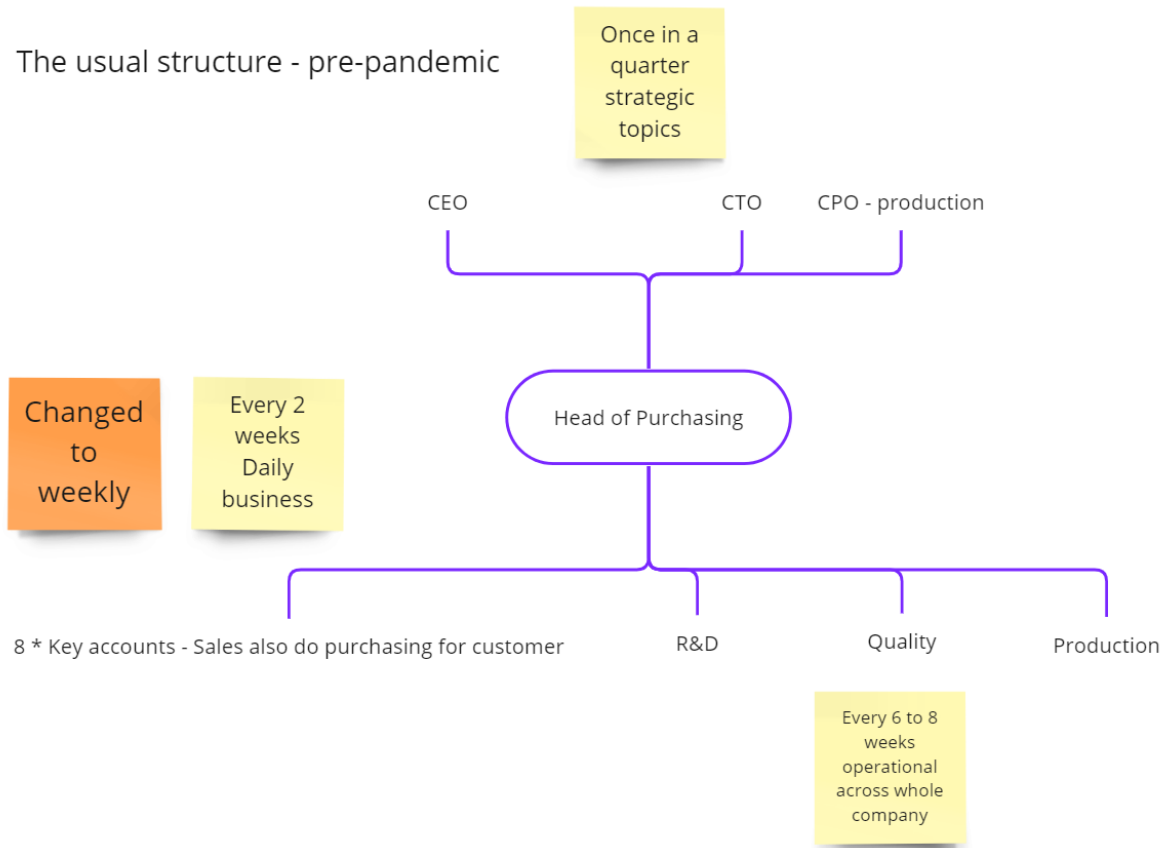 The usual structure - pre-pandemic
Once in a
quarter
strategic
topics
CEO
CTO
CPO - production
Changed
to
weekly
Every 2
weeks
Daily
business
Head of Purchasing
8 * Key accounts - Sales also do purchasing for customer
R&D
Quality
Production
Every 6 to 8
weeks
operational
across whole
company